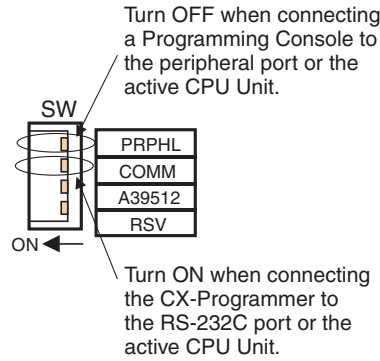 Turn OFF when connecting
a Programming Console to
the peripheral port or the
active CPU Unit.
SW
PRPHL
COMM
A39512
RSV
ON
Turn ON when connecting
the CX-Programmer to
the RS-232C port or the
active CPU Unit.